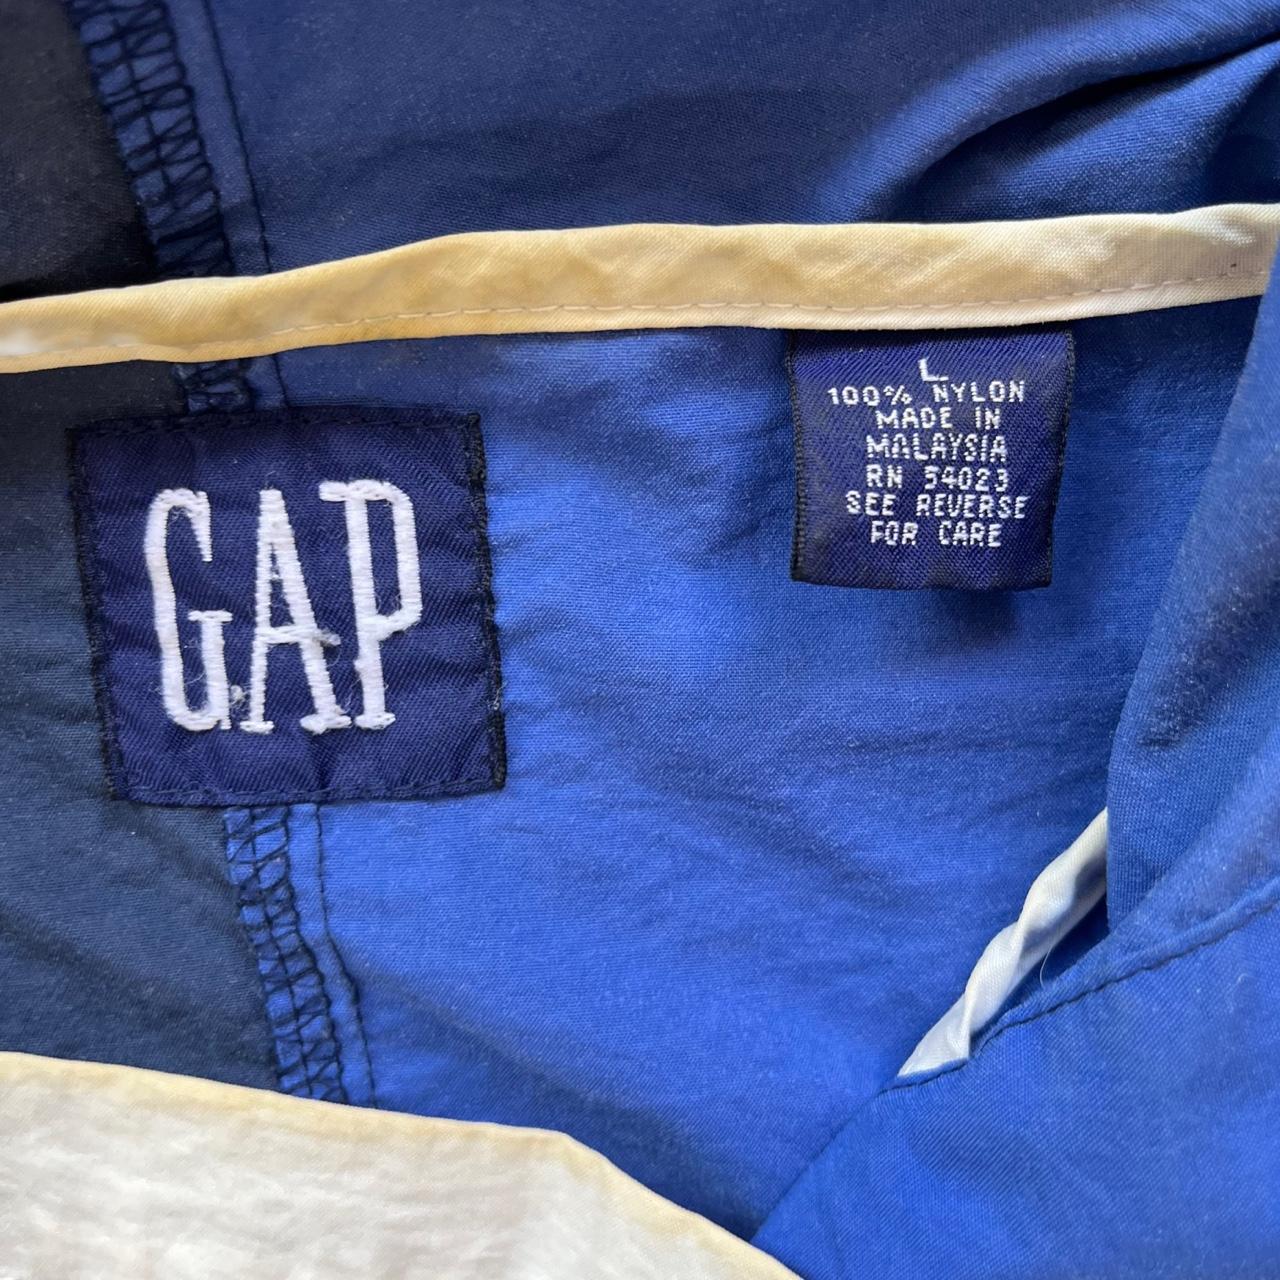 GAP
L
100% NYLON
MADE IN
MALAYSIA
RN 54023
SEE REVERSE
FOR CARE